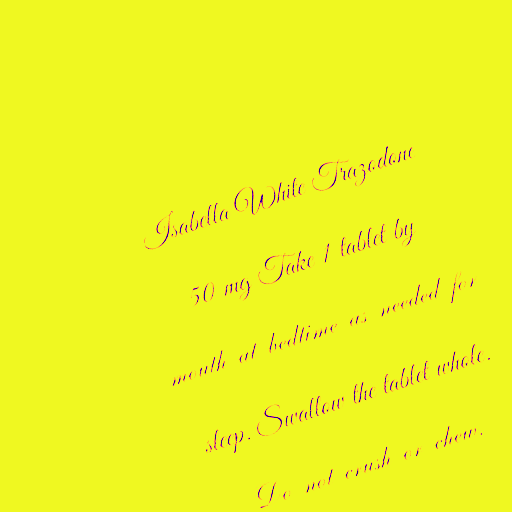 Isabella White Trazodone
50 mg Take 1 tablet by
mouth at bedtime as needed for
sleep. Swallow the tablet whole.
Do not crush or chew.